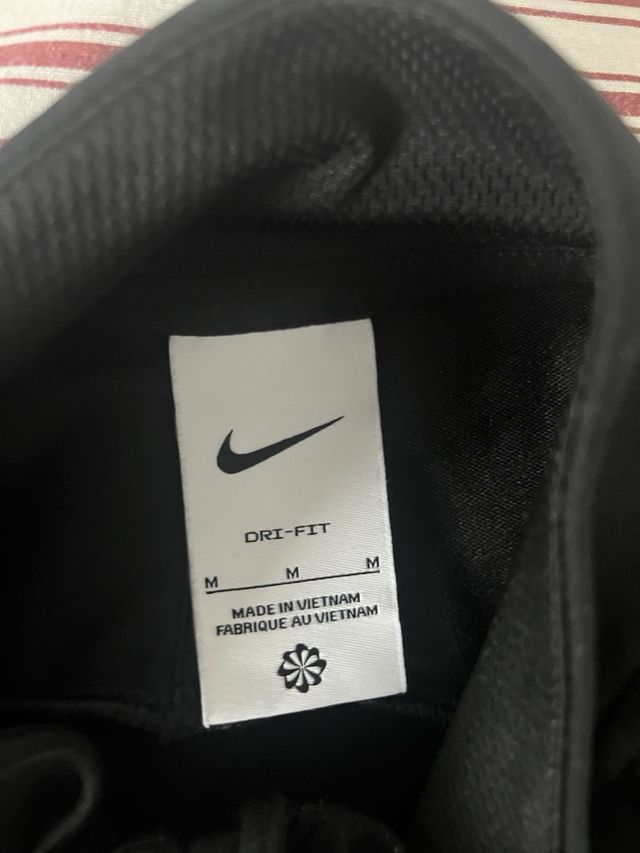 DRI-FIT
M M M
MADE IN VIETNAM
FABRIQUE AU VIETNAM